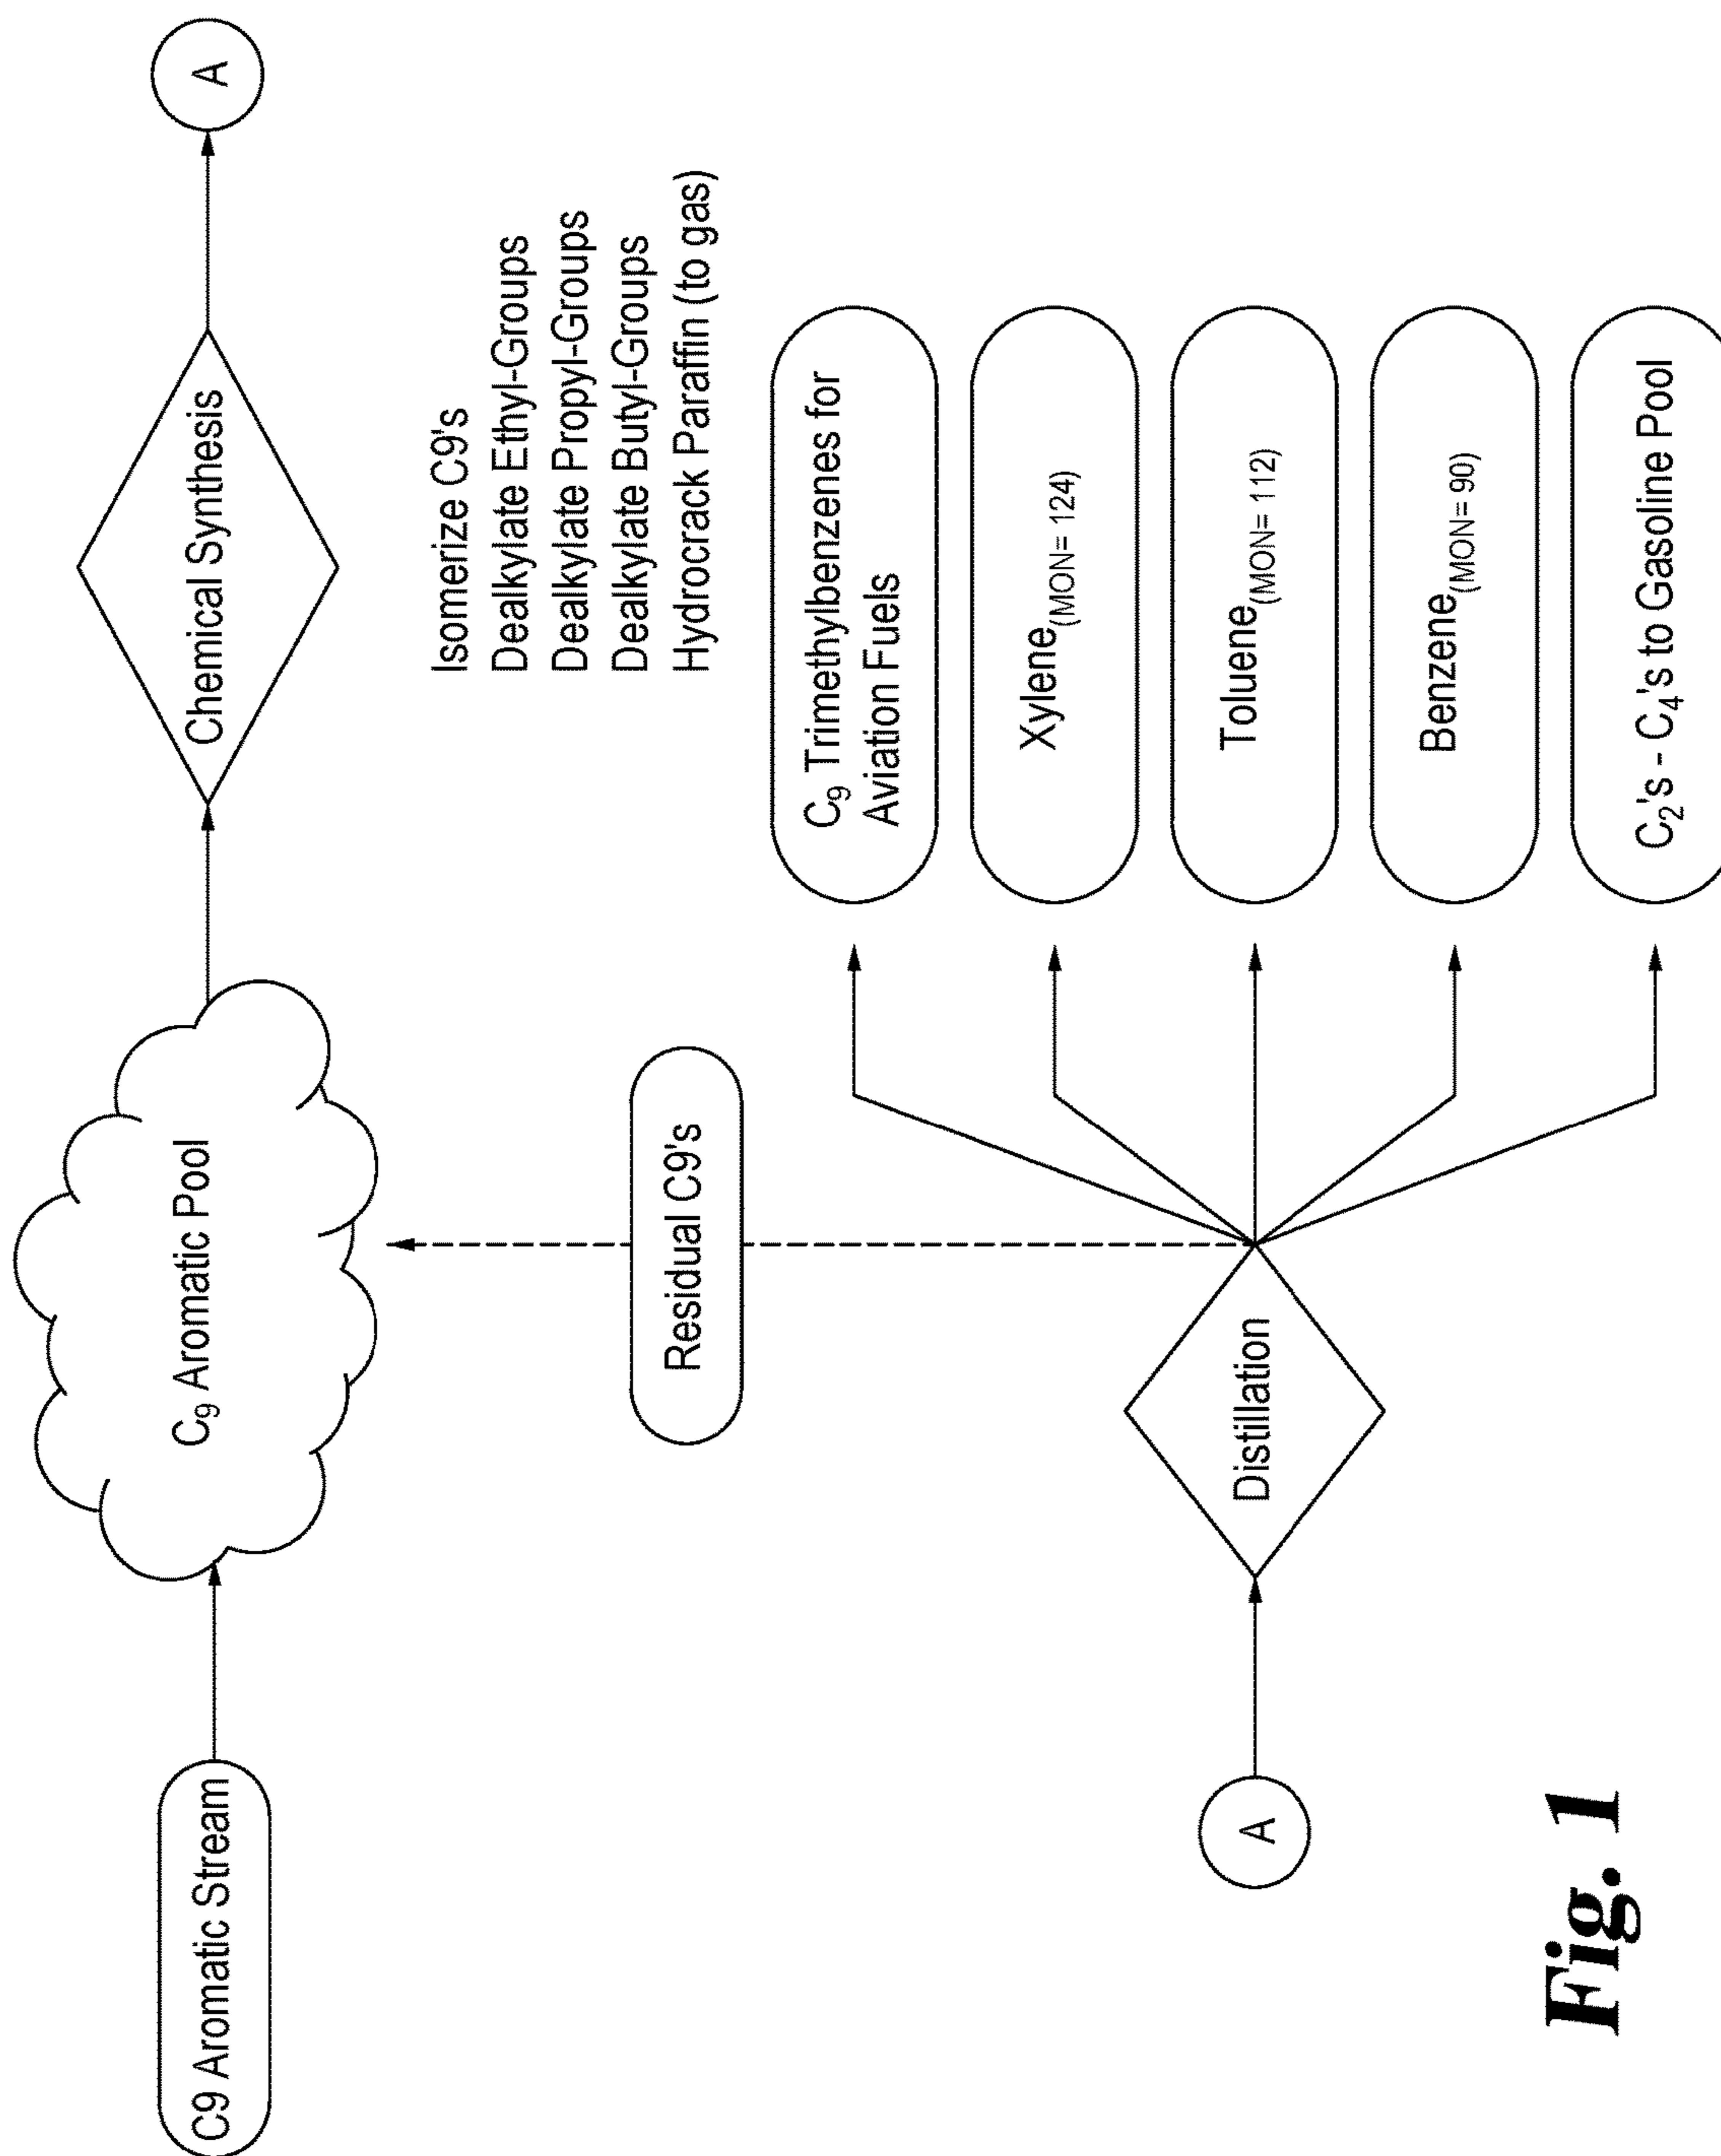 C9 Aromatic Stream
C₉ Aromatic Pool
Chemical Synthesis
A
Isomerize C9's
Dealkylate Ethyl-Groups
Dealkylate Propyl-Groups
Dealkylate Butyl-Groups
Hydrocrack Paraffin (to gas)
Residual C9's
A
Distillation
C₉ Trimethylbenzenes for
Aviation Fuels
Xylene(MON= 124)
Toluene(MON= 112)
Benzene(MON= 90)
C₂'s - C₄'s to Gasoline Pool
Fig. 1